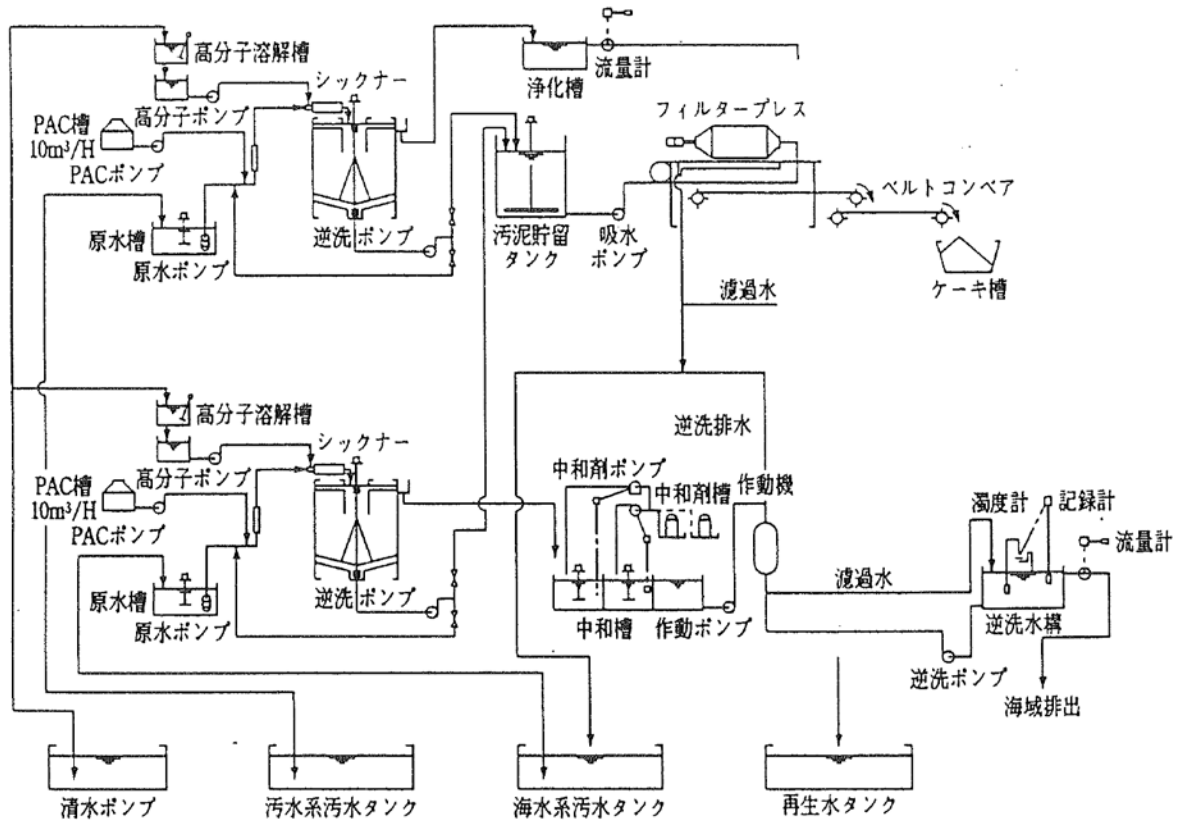 高分子溶解槽
シックナー
浄化槽
流量計
高分子ポンプ
PAC槽
10m³/H
PACポンプ
フィルタープレス
ベルトコンベア
原水槽
原水ポンプ
逆洗ポンプ
汚泥貯留
タンク
吸水
ポンプ
ケーキ槽
濾過水
高分子溶解槽
シックナー
逆洗排水
高分子ポンプ
PAC槽
10m³/H
PACポンプ
中和剤ポンプ
中和剤槽
作動機
濁度計
記録計
流量計
原水槽
原水ポンプ
逆洗ポンプ
中和槽
作動ポンプ
濾過水
逆洗水構
逆洗ポンプ
海域排出
清水ポンプ
汚水系汚水タンク
海水系汚水タンク
再生水タンク